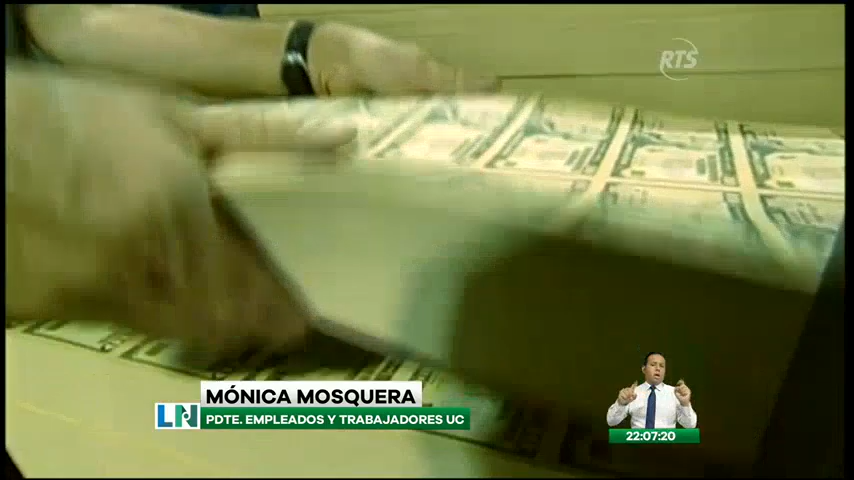 RTS
MÓNICA MOSQUERA
LN
PDTE. EMPLEADOS Y TRABAJADORES UC
22:07:20